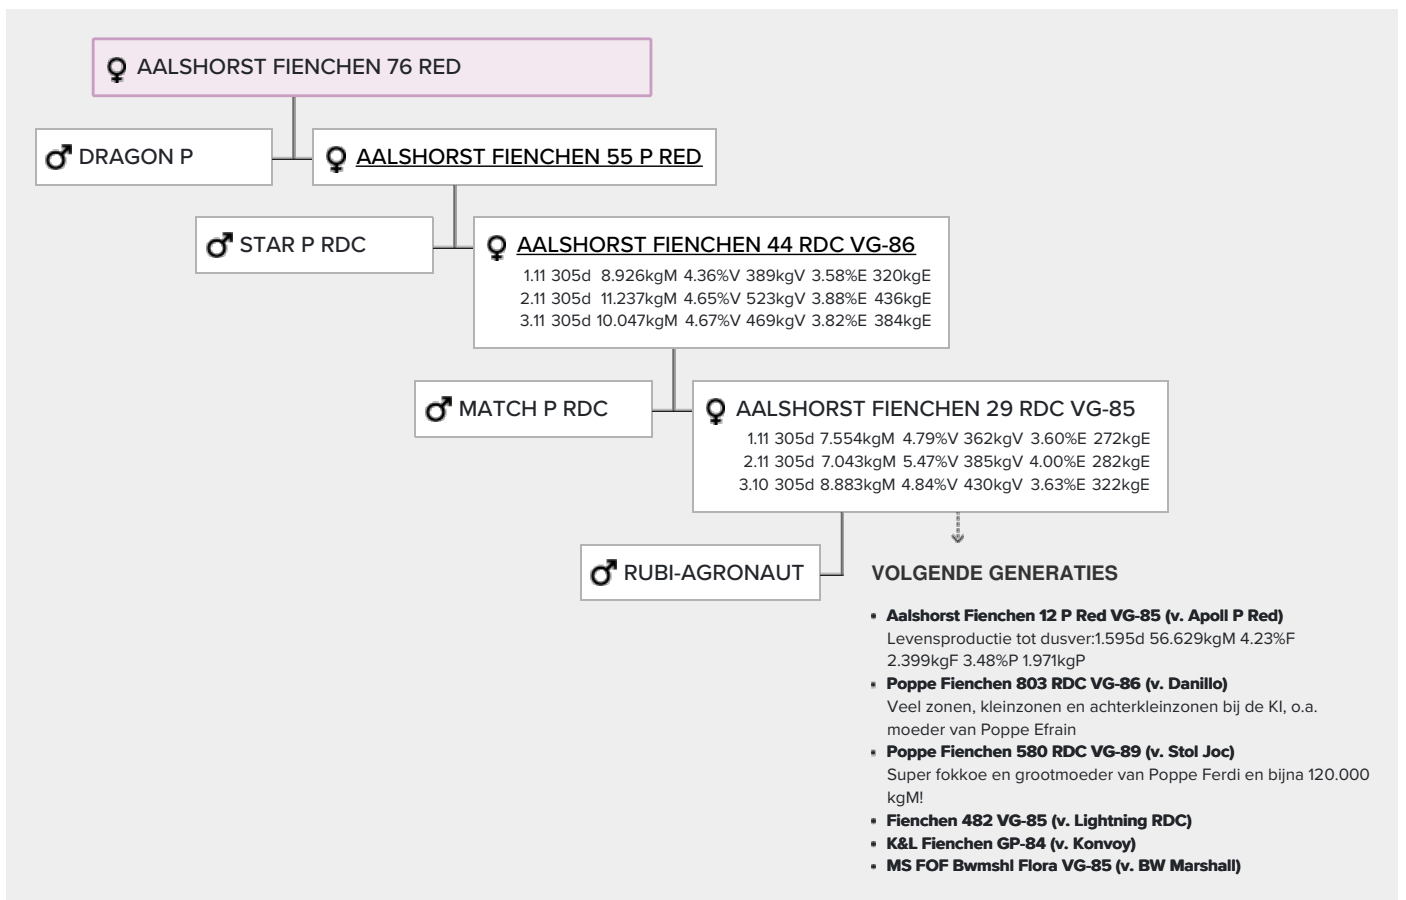 AALSHORST FIENCHEN 76 RED
DRAGON P
AALSHORST FIENCHEN 55 P RED
STAR P RDC
AALSHORST FIENCHEN 44 RDC VG-86
1.11 305d 8.926kgM 4.36%V 389kgV 3.58%E 320kgE
2.11 305d 11.237kgM 4.65%V 523kgV 3.88%E 436kgE
3.11 305d 10.047kgM 4.67%V 469kgV 3.82%E 384kgE
MATCH P RDC
AALSHORST FIENCHEN 29 RDC VG-85
1.11 305d 7.554kgM 4.79%V 362kgV 3.60%E 272kgE
2.11 305d 7.043kgM 5.47%V 385kgV 4.00%E 282kgE
3.10 305d 8.883kgM 4.84%V 430kgV 3.63%E 322kgE
RUBI-AGRONAUT
VOLGENDE GENERATIES
▪ Aalshorst Fienchen 12 P Red VG-85 (v. Apoll P Red)
Levensproductie tot dusver:1.595d 56.629kgM 4.23%F
2.399kgF 3.48%P 1.971kgP
▪ Poppe Fienchen 803 RDC VG-86 (v. Danillo)
Veel zonen, kleinzonen en achterkleinzonen bij de KI, o.a.
moeder van Poppe Efrain
▪ Poppe Fienchen 580 RDC VG-89 (v. Stol Joc)
Super fokkoe en grootmoeder van Poppe Ferdi en bijna 120.000
kgM!
▪ Fienchen 482 VG-85 (v. Lightning RDC)
▪ K&L Fienchen GP-84 (v. Konvoy)
▪ MS FOF Bwmshl Flora VG-85 (v. BW Marshall)